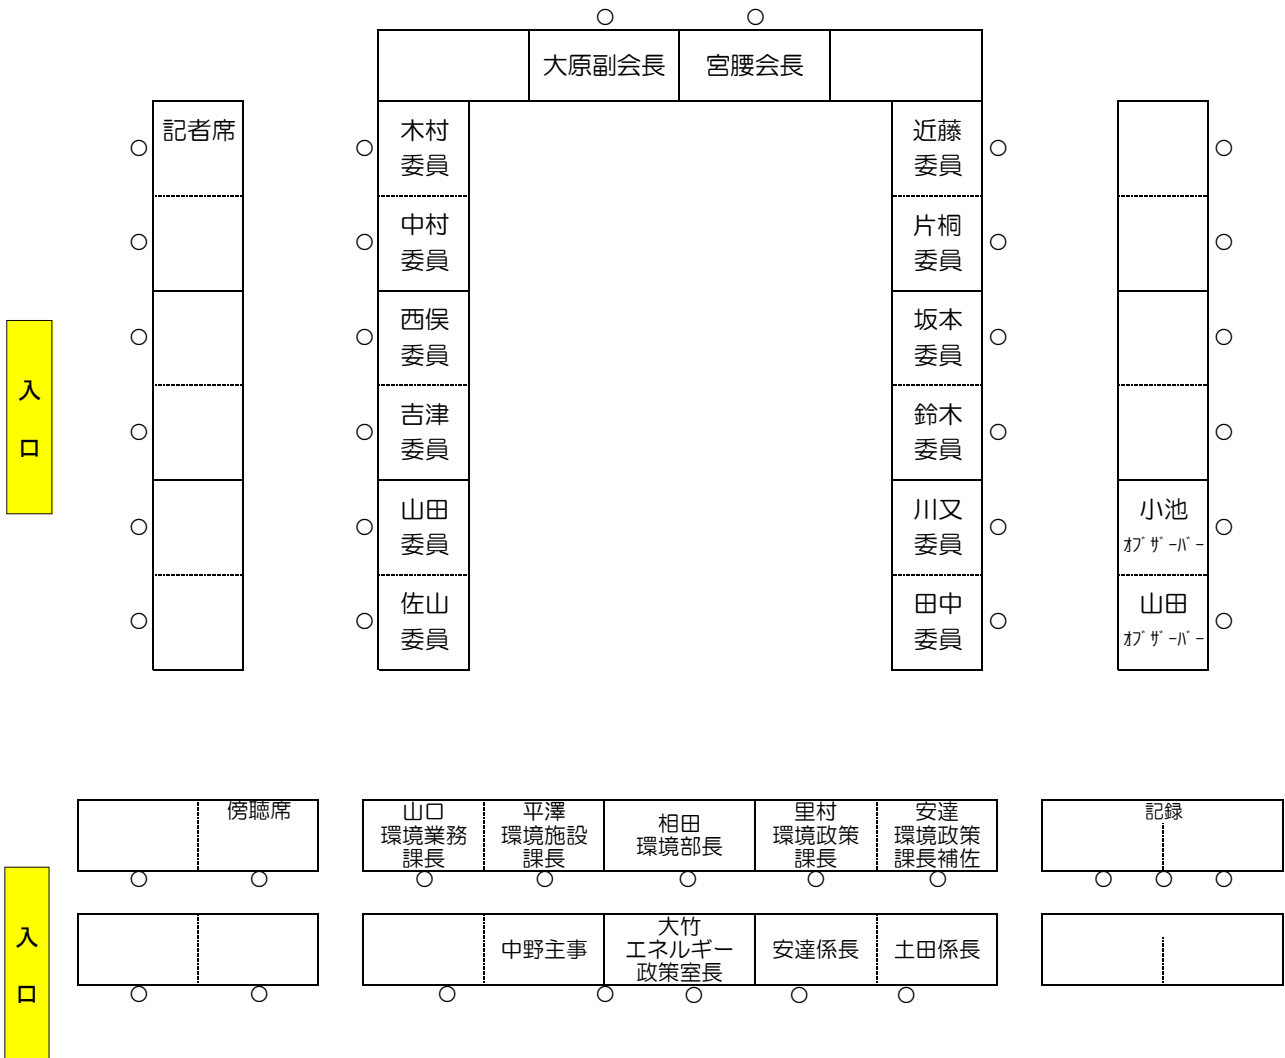 大原副会長
宮腰会長
記者席
木村
委員
近藤
委員
中村
委員
片桐
委員
西俣
委員
坂本
委員
入
口
吉津
委員
鈴木
委員
山田
委員
川又
委員
小池
ｵﾌﾞｻﾞｰﾊﾞｰ
佐山
委員
田中
委員
山田
ｵﾌﾞｻﾞｰﾊﾞｰ
傍聴席
山口
環境業務
課長
平澤
環境施設
課長
相田
環境部長
里村
環境政策
課長
安達
環境政策
課長補佐
記録
入
口
中野主事
大竹
エネルギー
政策室長
安達係長
土田係長